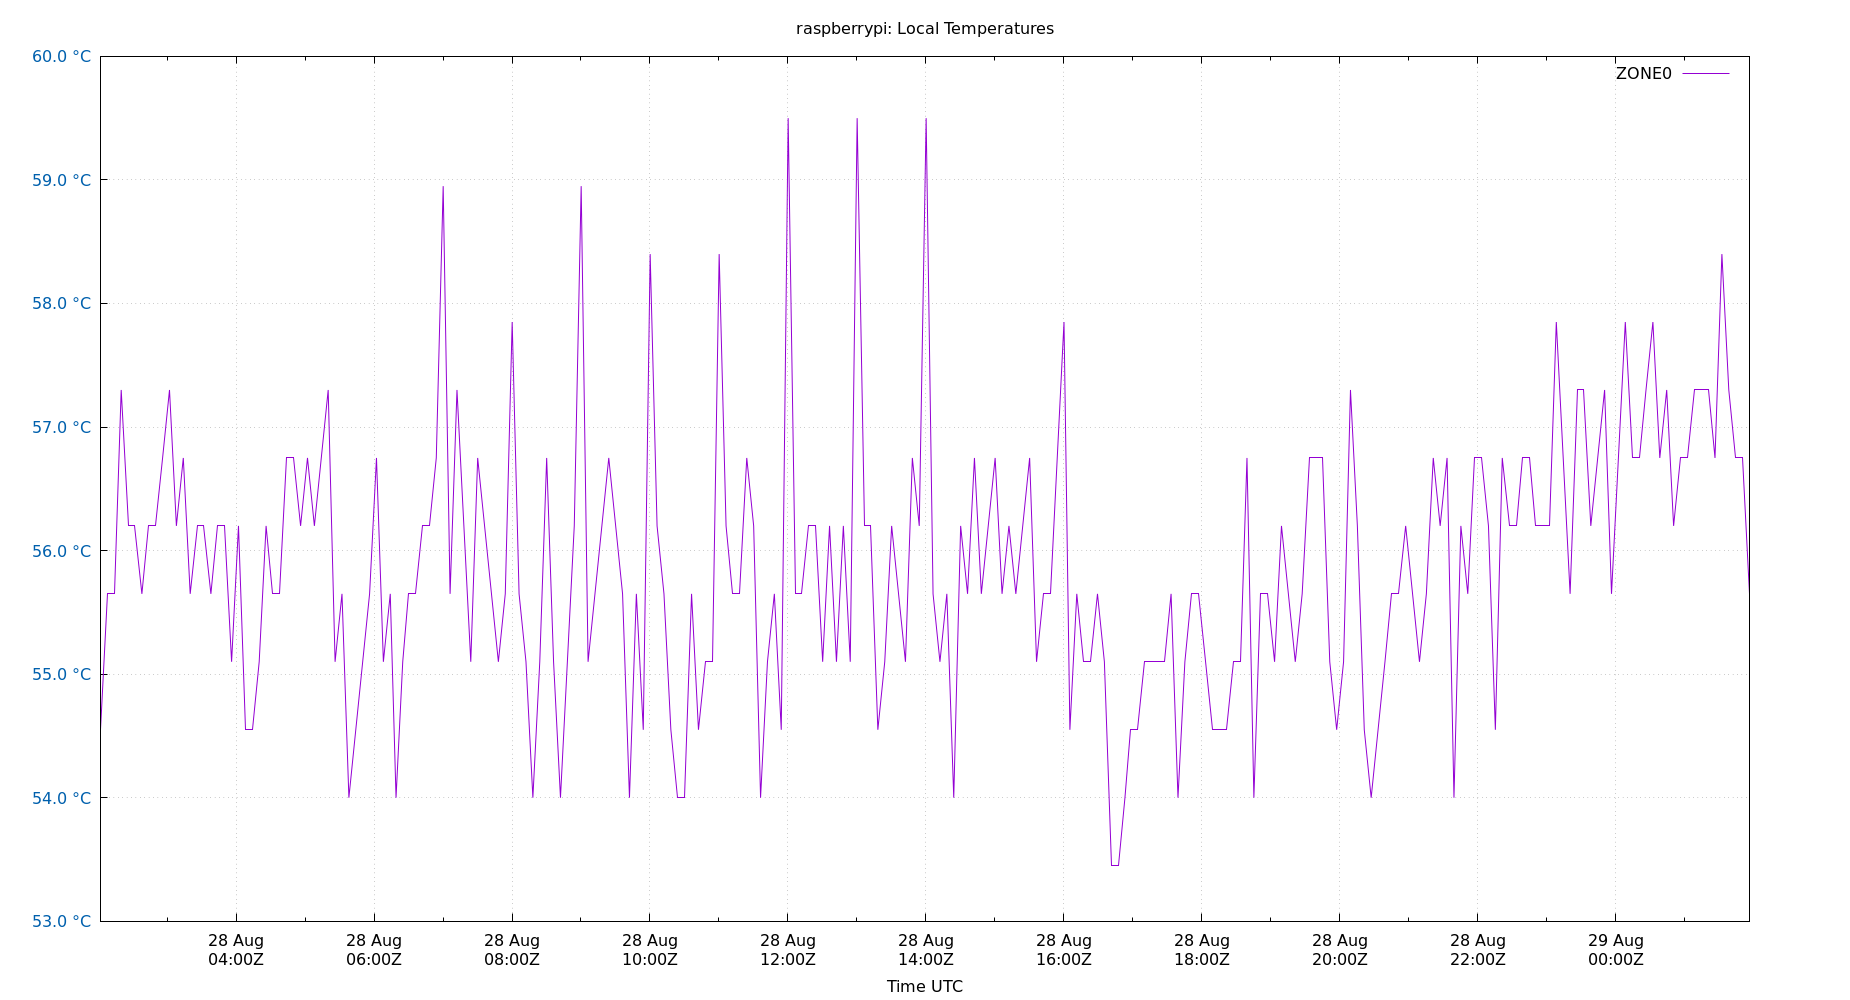 raspberrypi: Local Temperatures
60.0 °C
ZONE0
59.0 °C
58.0 °C
57.0 °C
56.0 °C
55.0 °C
54.0 °C
53.0 °C
28 Aug 28 Aug 28 Aug 28 Aug 28 Aug 28 Aug 28 Aug 28 Aug 28 Aug 28 Aug 29 Aug
04:00Z 06:00Z 08:00Z 10:00Z 12:00Z 14:00Z 16:00Z 18:00Z 20:00Z 22:00Z 00:00Z
Time UTC